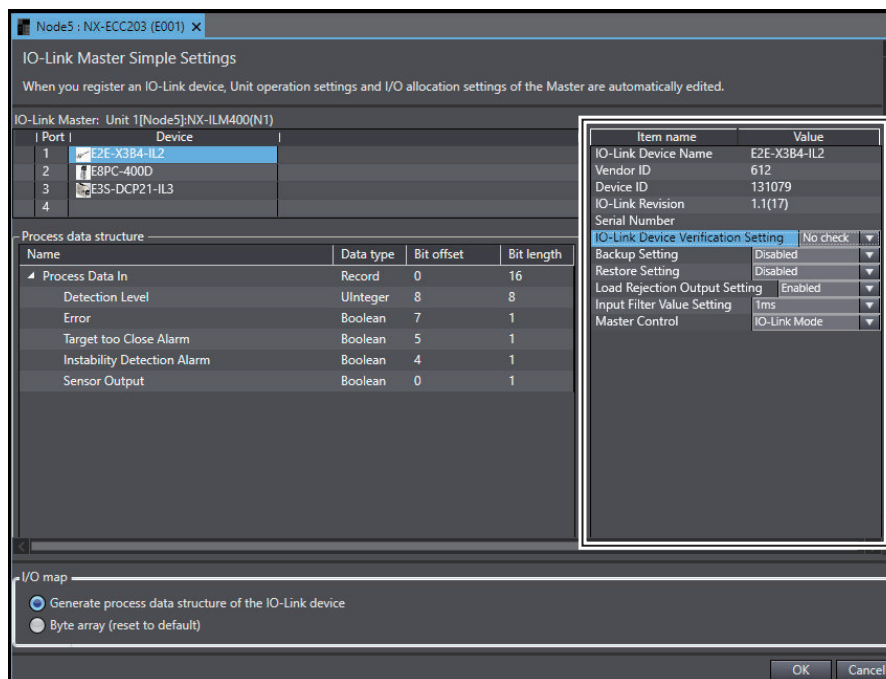 Node5 : NX-ECC203 (E001) ×
IO-Link Master Simple Settings
When you register an IO-Link device, Unit operation settings and I/O allocation settings of the Master are automatically edited.
IO-Link Master: Unit 1[Node5]:NX-ILM400(N1)
| Port | Device |
1 E2E-X3B4-IL2
2 E8PC-400D
3 E3S-DCP21-IL3
4
Process data structure
Name Data type Bit offset Bit length
Process Data In Record 0 16
Detection Level UInteger 8 8
Error Boolean 7 1
Target too Close Alarm Boolean 5 1
Instability Detection Alarm Boolean 4 1
Sensor Output Boolean 0 1
Item name Value
IO-Link Device Name E2E-X3B4-IL2
Vendor ID 612
Device ID 131079
IO-Link Revision 1.1(17)
Serial Number
IO-Link Device Verification Setting No check
Backup Setting Disabled
Restore Setting Disabled
Load Rejection Output Setting Enabled
Input Filter Value Setting 1ms
Master Control IO-Link Mode
I/O map
Generate process data structure of the IO-Link device
Byte array (reset to default)
OK Cancel